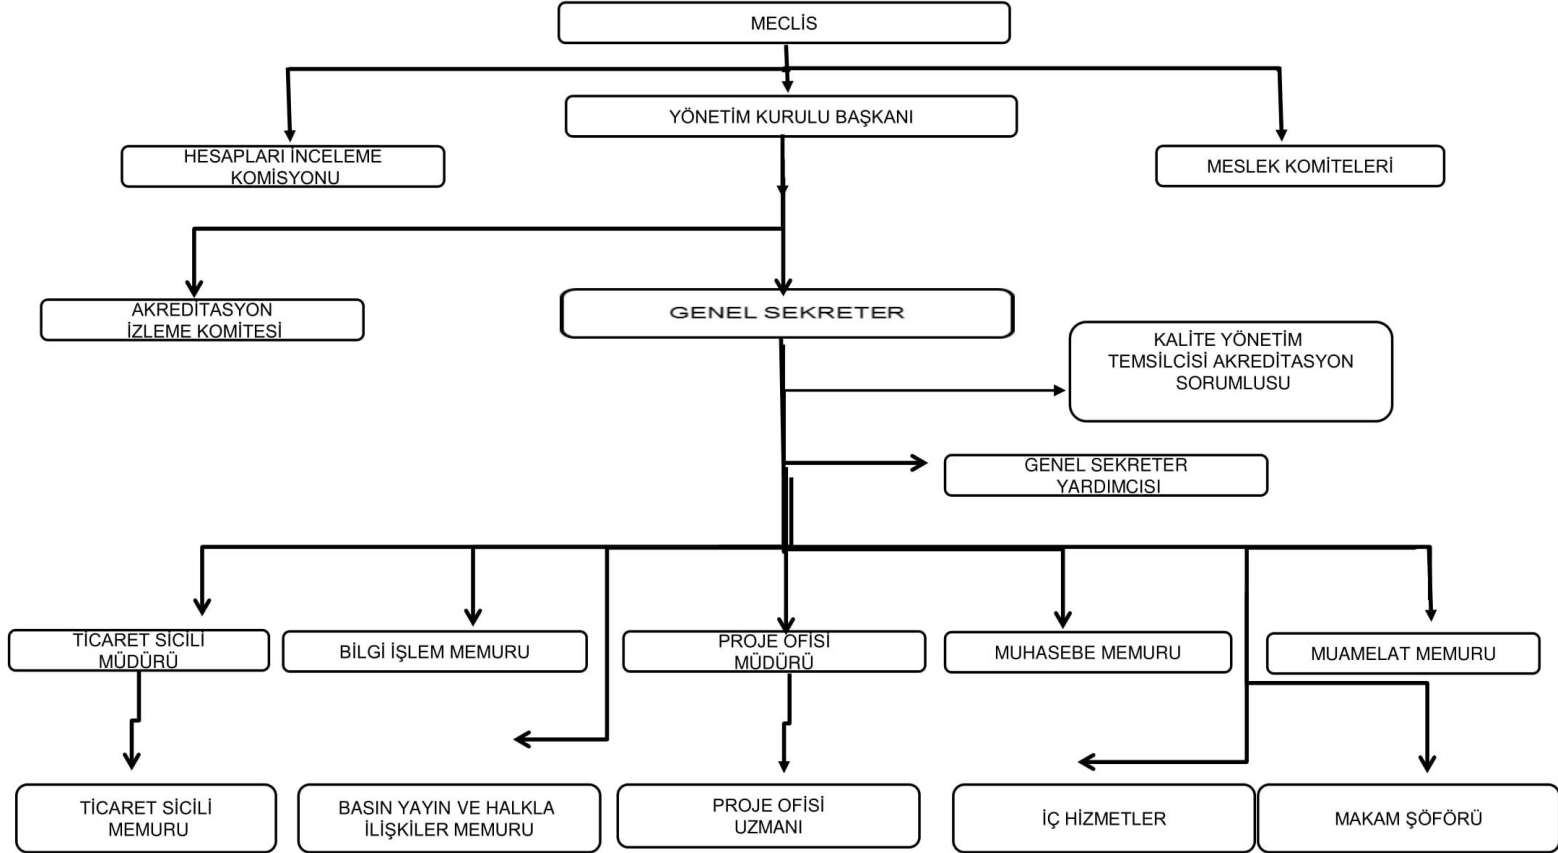 MECLİS
YÖNETİM KURULU BAŞKANI
HESAPLARI İNCELEME
KOMİSYONU
MESLEK KOMİTELERİ
AKREDİTASYON
İZLEME KOMİTESİ
GENEL SEKRETER
KALİTE YÖNETİM
TEMSİLCİSİ AKREDİTASYON
SORUMLUSU
GENEL SEKRETER
YARDIMCISI
TİCARET SİCİLİ
MÜDÜRÜ
BİLGİ İŞLEM MEMURU
PROJE OFİSİ
MÜDÜRÜ
MUHASEBE MEMURU
MUAMELAT MEMURU
TİCARET SİCİLİ
MEMURU
BASIN YAYIN VE HALKLA
İLİŞKİLER MEMURU
PROJE OFİSİ
UZMANI
İÇ HİZMETLER
MAKAM ŞÖFÖRÜ